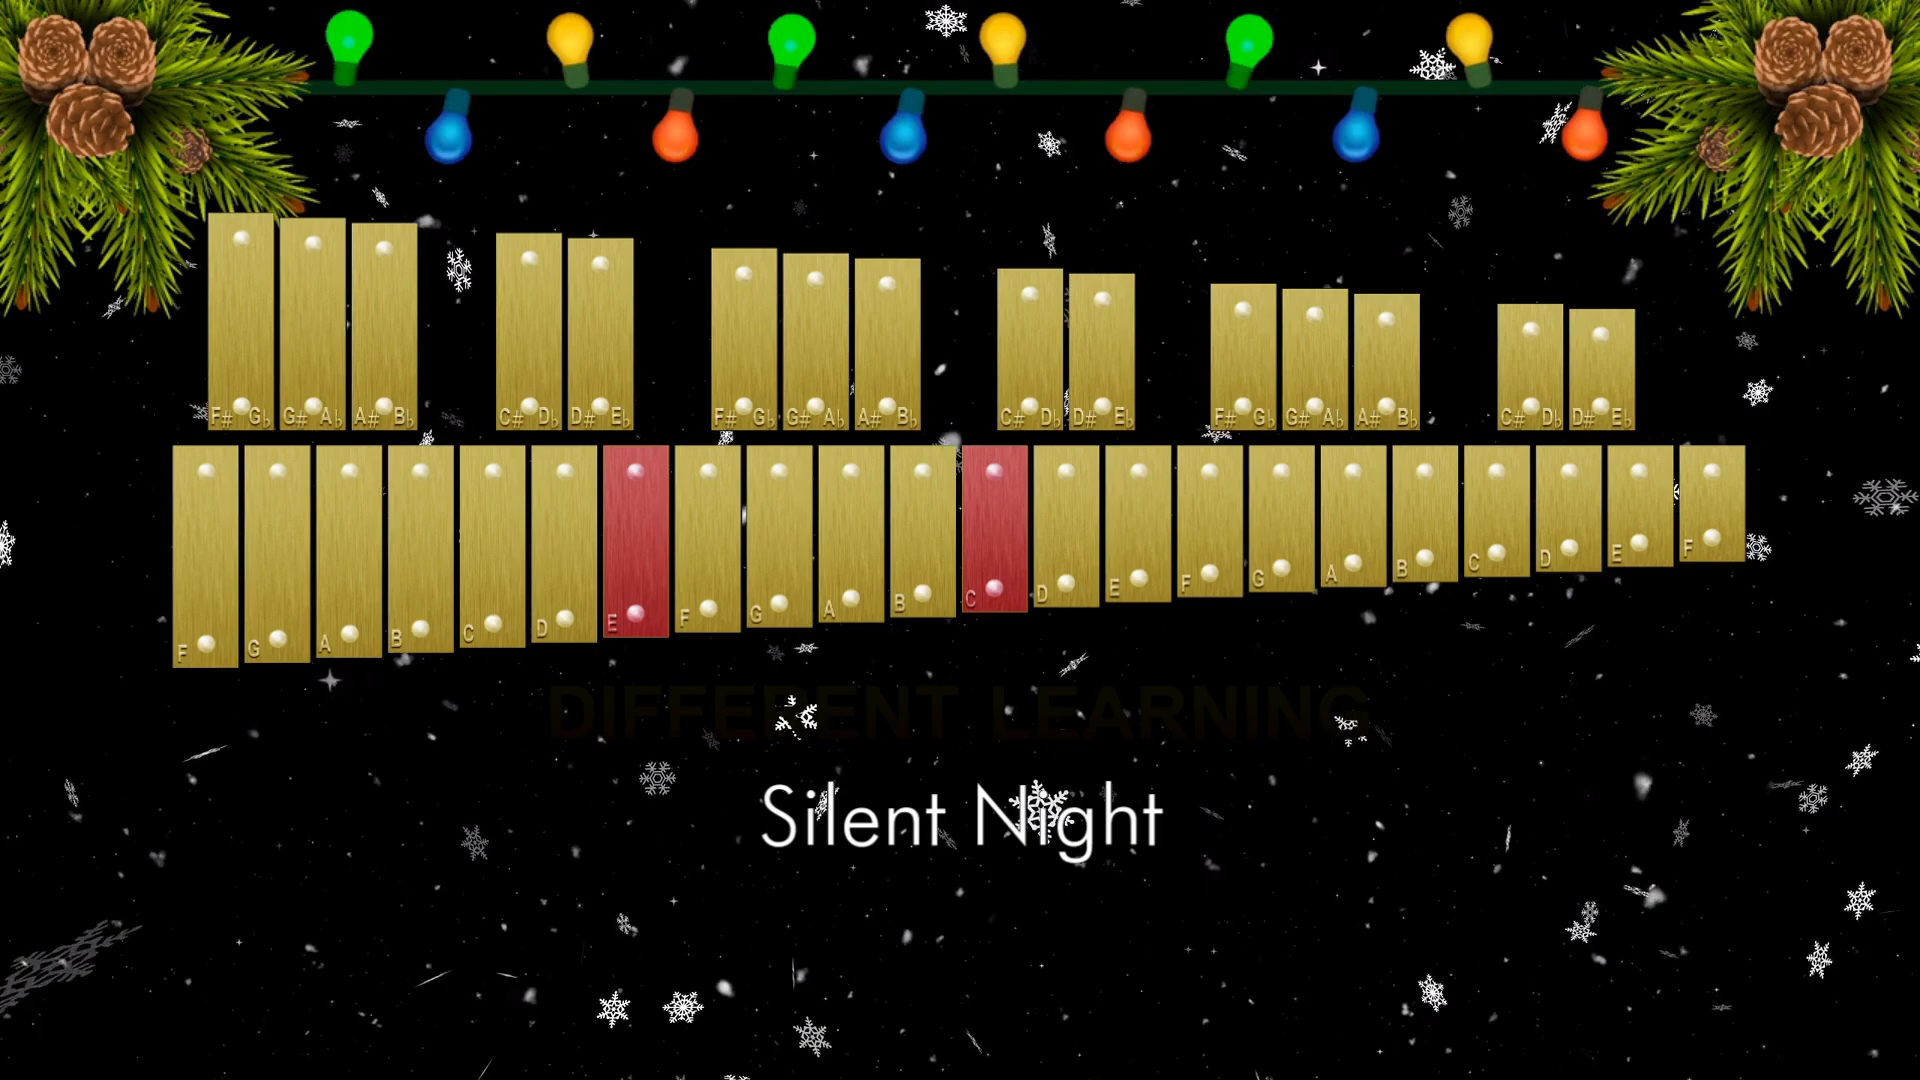 F# G♭ G# A♭ A# B♭ C# D♭ D# E♭ F# G♭ G# A♭ A# B♭ C# D♭ D# E♭ F# G♭ G# A♭ A# B♭ C# D♭ D# E♭
F G A B C D E F G A B C D E F G A B C D E F
DIFFERENT LEARNING
Silent Night